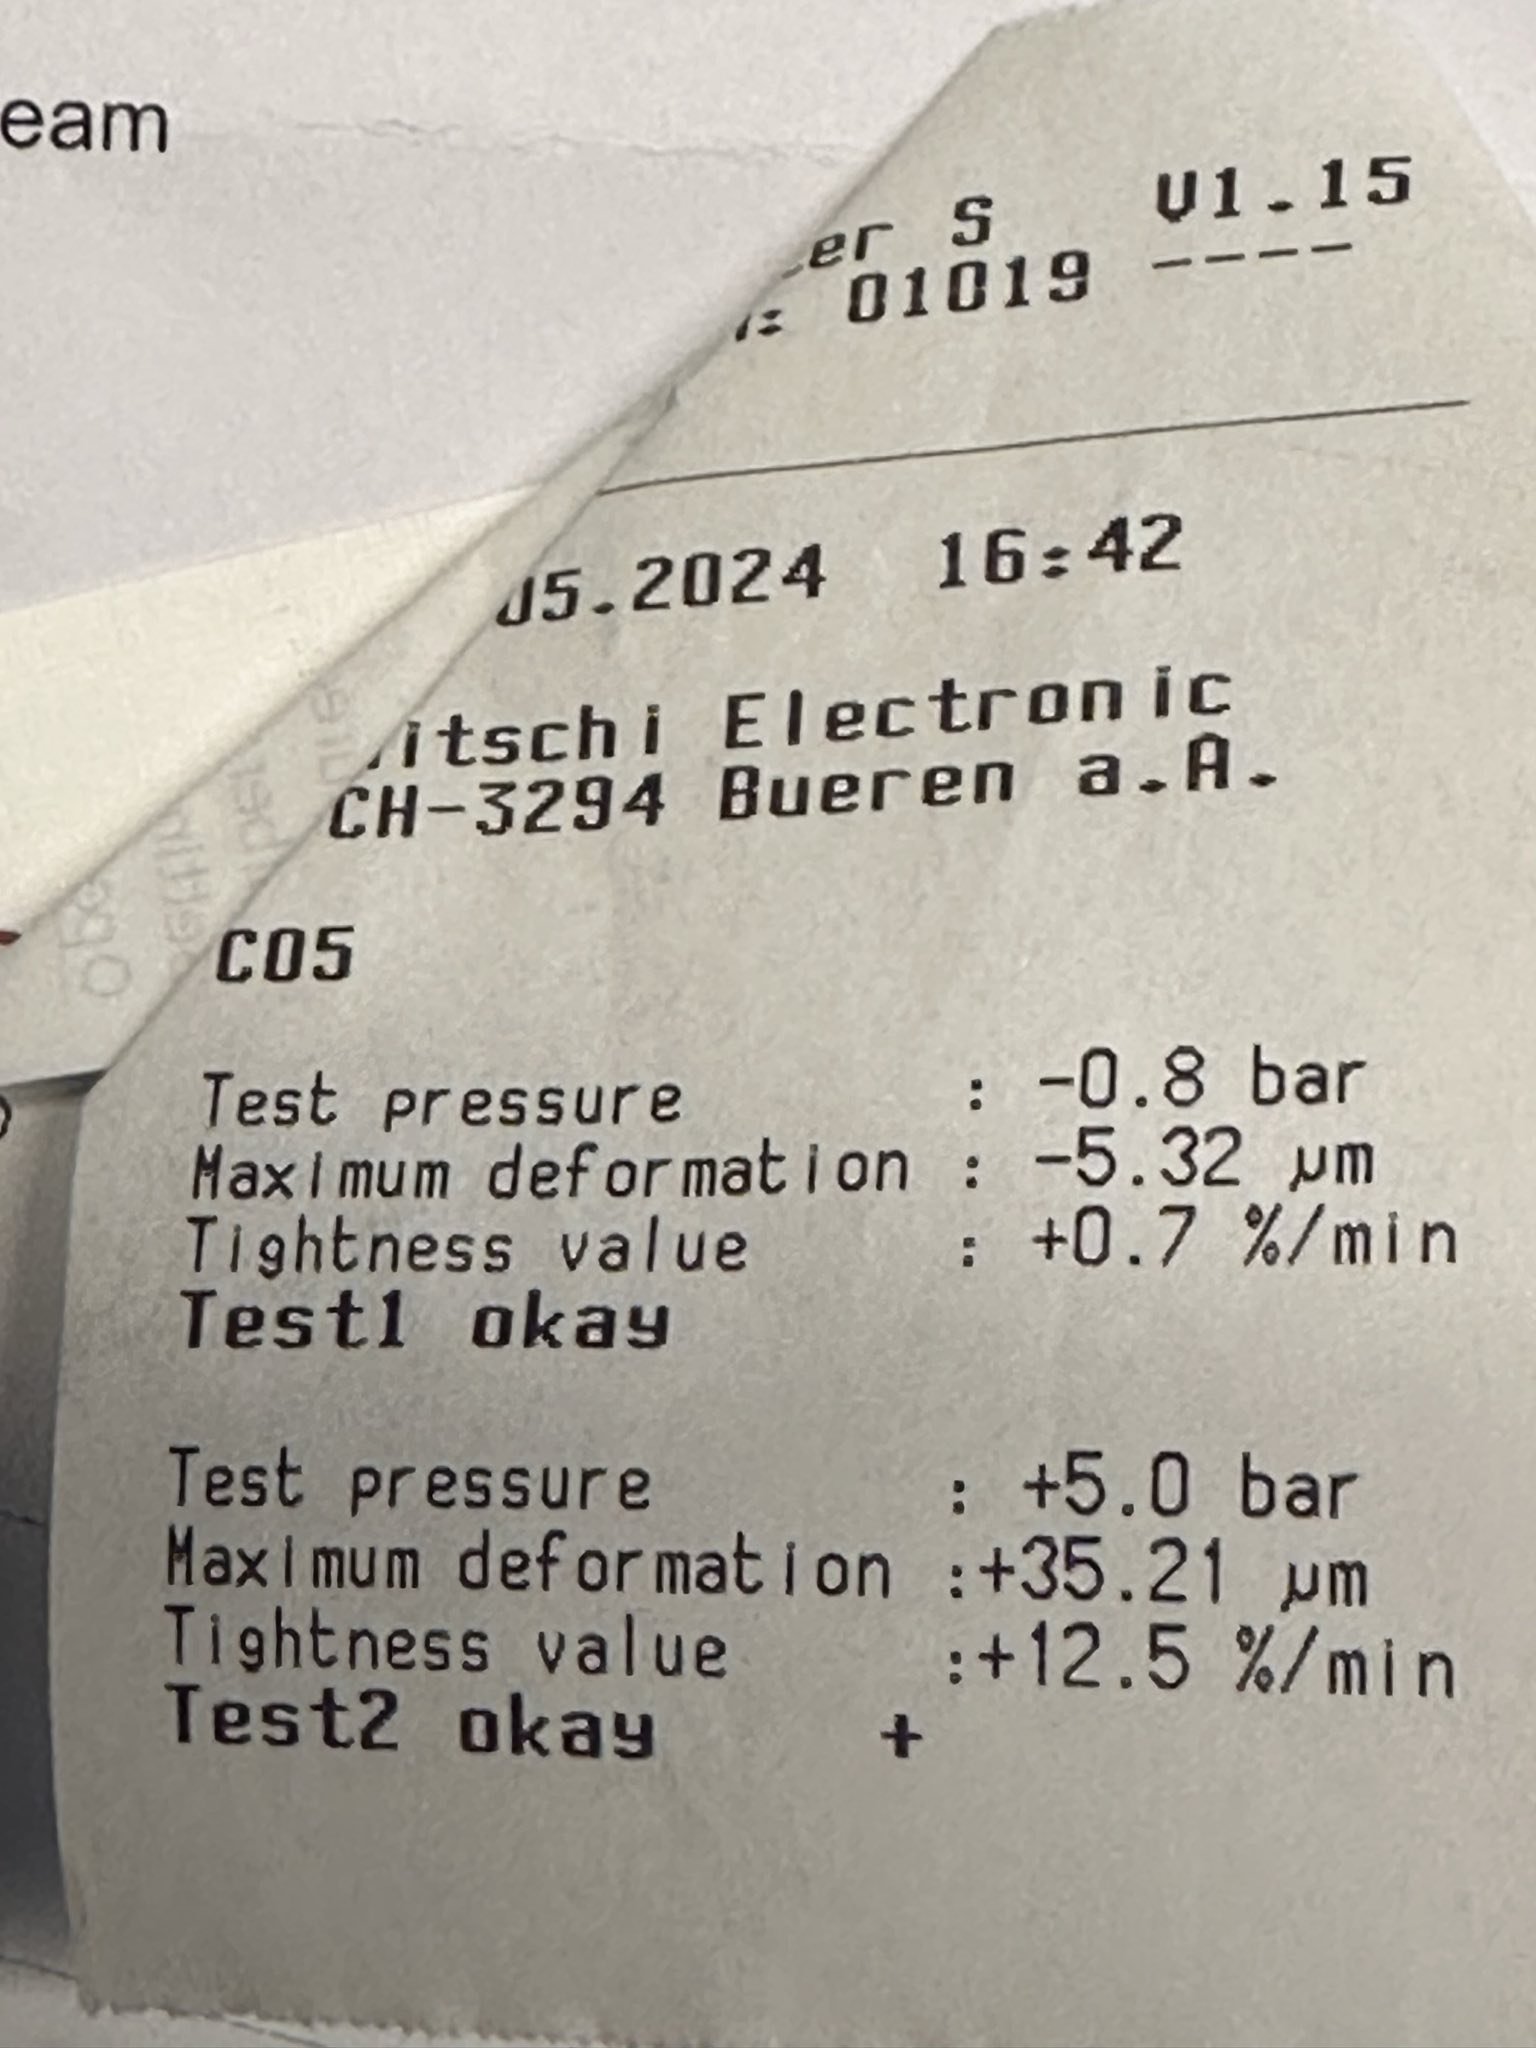 eam
er S V1.15
: 01019 ----
05.2024 16:42
itschi Electronic
CH-3294 Bueren a.A.
C05
Test pressure : -0.8 bar
Maximum deformation : -5.32 µm
Tightness value : +0.7 %/min
Test1 okay
Test pressure : +5.0 bar
Maximum deformation :+35.21 µm
Tightness value :+12.5 %/min
Test2 okay +